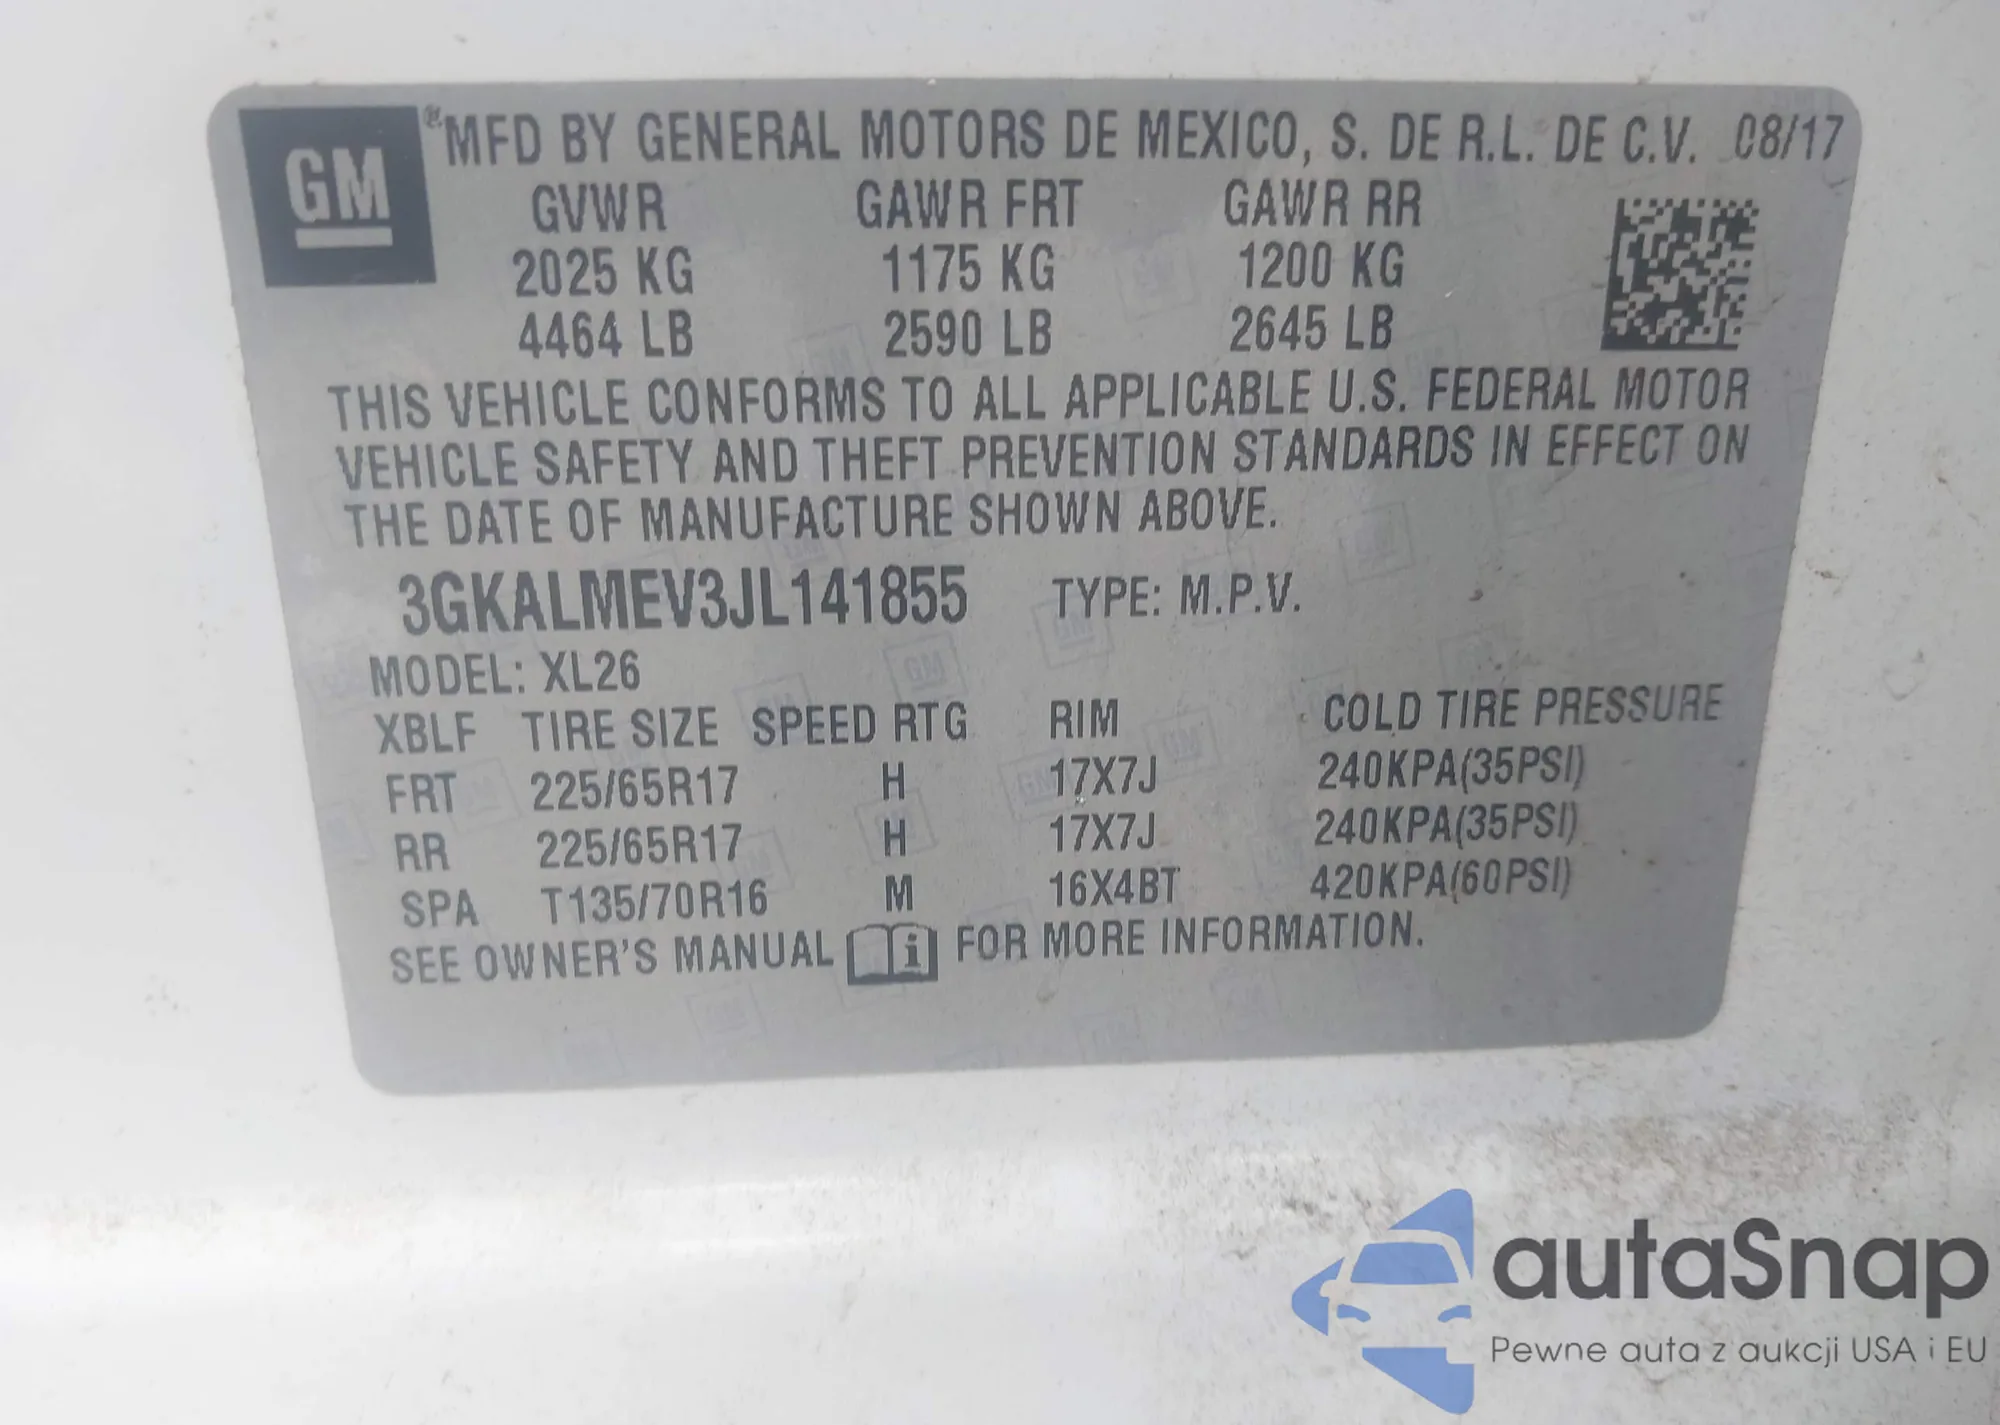 GM
® MFD BY GENERAL MOTORS DE MEXICO, S. DE R.L. DE C.V. 08/17
GVWR GAWR FRT GAWR RR
2025 KG 1175 KG 1200 KG
4464 LB 2590 LB 2645 LB
THIS VEHICLE CONFORMS TO ALL APPLICABLE U.S. FEDERAL MOTOR
VEHICLE SAFETY AND THEFT PREVENTION STANDARDS IN EFFECT ON
THE DATE OF MANUFACTURE SHOWN ABOVE.
3GKALMEV3JL141855 TYPE: M.P.V.
MODEL: XL26
XBLF TIRE SIZE SPEED RTG RIM COLD TIRE PRESSURE
FRT 225/65R17 H 17X7J 240KPA(35PSI)
RR 225/65R17 H 17X7J 240KPA(35PSI)
SPA T135/70R16 M 16X4BT 420KPA(60PSI)
SEE OWNER'S MANUAL i FOR MORE INFORMATION.
autaSnap
Pewne auta z aukcji USA i EU